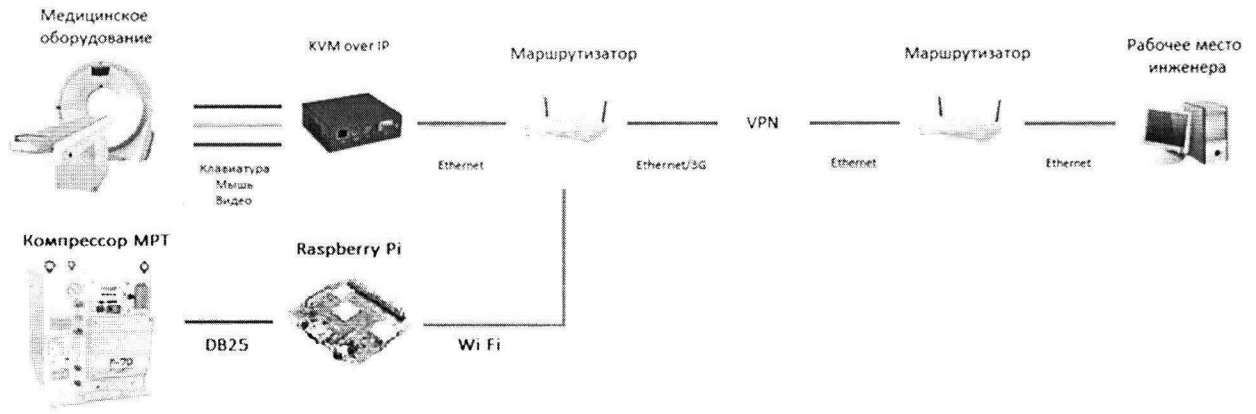 Медицинское
оборудование
KVM over IP
Маршрутизатор
Маршрутизатор
Рабочее место
инженера
VPN
Клавиатура
Мышь
Видео
Ethernet
Ethernet/3G
Ethernet
Ethernet
Компрессор МРТ
Raspberry Pi
DB25
Wi Fi
F-70